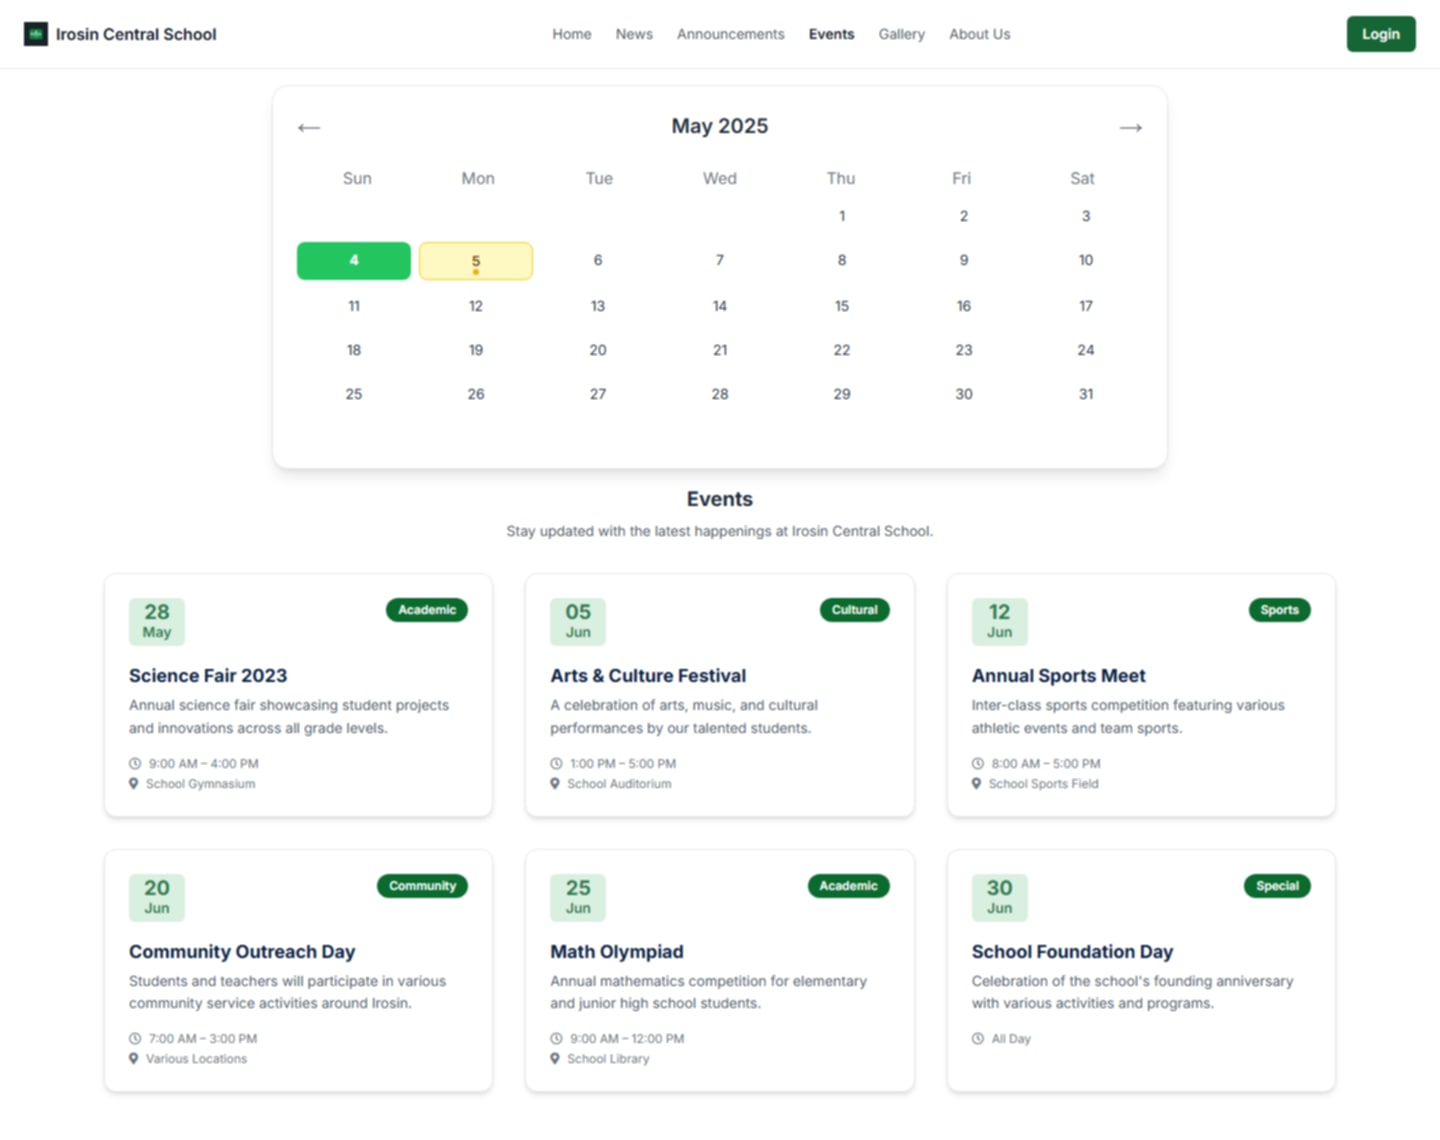 Irosin Central School
Home News Announcements Events Gallery About Us
Login
← May 2025 →
Sun Mon Tue Wed Thu Fri Sat
1 2 3
4 5 6 7 8 9 10
11 12 13 14 15 16 17
18 19 20 21 22 23 24
25 26 27 28 29 30 31
Events
Stay updated with the latest happenings at Irosin Central School.
28
May
Academic
Science Fair 2023
Annual science fair showcasing student projects
and innovations across all grade levels.
9:00 AM – 4:00 PM
School Gymnasium
05
Jun
Cultural
Arts & Culture Festival
A celebration of arts, music, and cultural
performances by our talented students.
1:00 PM – 5:00 PM
School Auditorium
12
Jun
Sports
Annual Sports Meet
Inter-class sports competition featuring various
athletic events and team sports.
8:00 AM – 5:00 PM
School Sports Field
20
Jun
Community
Community Outreach Day
Students and teachers will participate in various
community service activities around Irosin.
7:00 AM – 3:00 PM
Various Locations
25
Jun
Academic
Math Olympiad
Annual mathematics competition for elementary
and junior high school students.
9:00 AM – 12:00 PM
School Library
30
Jun
Special
School Foundation Day
Celebration of the school's founding anniversary
with various activities and programs.
All Day